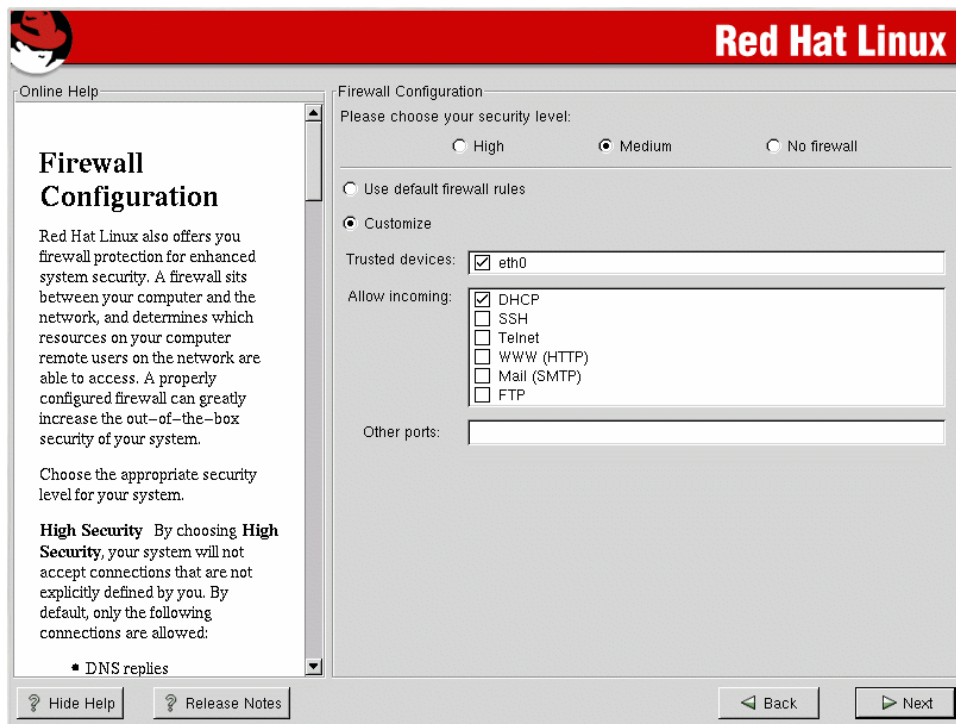 Red Hat Linux
Online Help
Firewall
Configuration
Red Hat Linux also offers you
firewall protection for enhanced
system security. A firewall sits
between your computer and the
network, and determines which
resources on your computer
remote users on the network are
able to access. A properly
configured firewall can greatly
increase the out-of-the-box
security of your system.
Choose the appropriate security
level for your system.
High Security By choosing High
Security, your system will not
accept connections that are not
explicitly defined by you. By
default, only the following
connections are allowed:
DNS replies
Firewall Configuration
Please choose your security level:
High Medium No firewall
Use default firewall rules
Customize
Trusted devices: eth0
Allow incoming: DHCP
SSH
Telnet
WWW (HTTP)
Mail (SMTP)
FTP
Other ports:
? Hide Help ? Release Notes Back Next